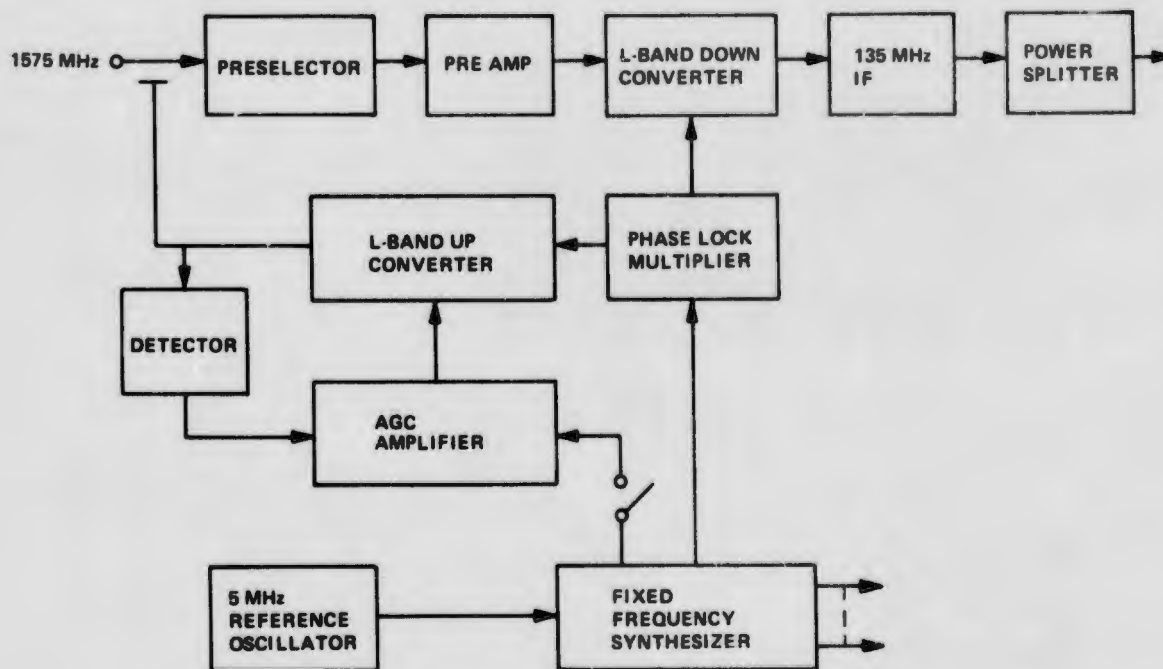 1575 MHz
PRESELECTOR
PRE AMP
L-BAND DOWN
CONVERTER
135 MHz
IF
POWER
SPLITTER
L-BAND UP
CONVERTER
PHASE LOCK
MULTIPLIER
DETECTOR
AGC
AMPLIFIER
5 MHz
REFERENCE
OSCILLATOR
FIXED
FREQUENCY
SYNTHESIZER